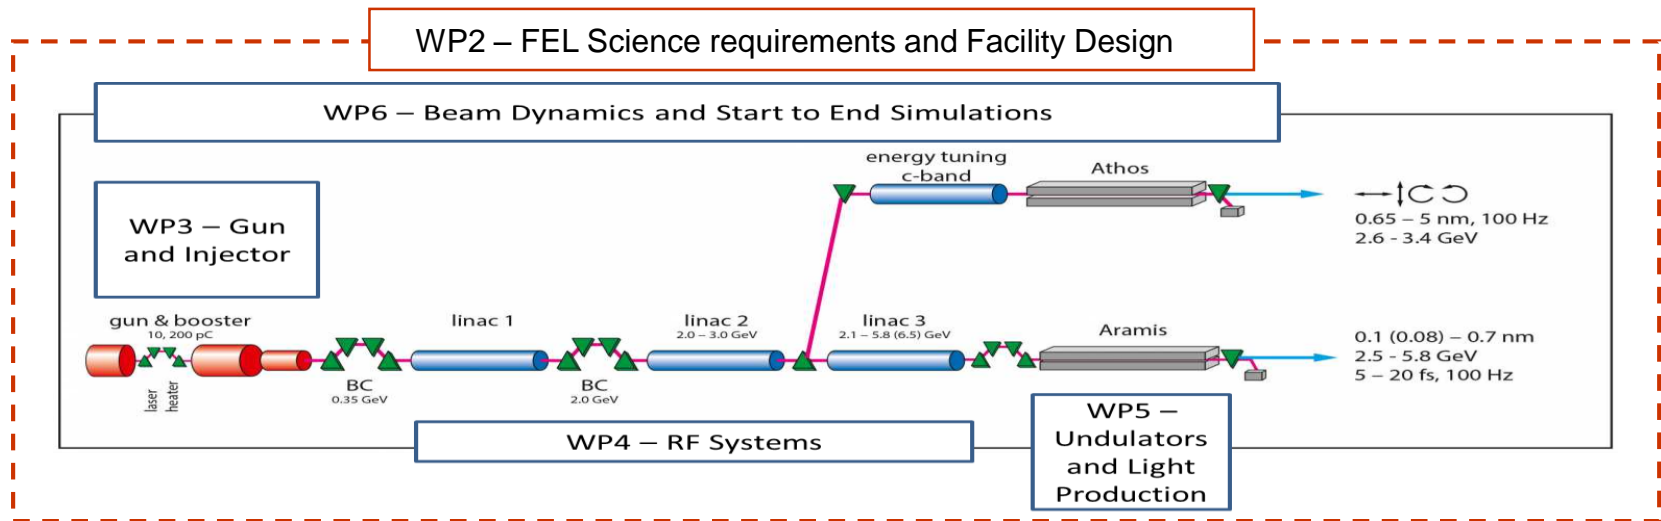 WP2 – FEL Science requirements and Facility Design
WP6 – Beam Dynamics and Start to End Simulations
energy tuning
c-band
Athos
WP3 – Gun
and Injector
0.65 – 5 nm, 100 Hz
2.6 - 3.4 GeV
gun & booster
10, 200 pC
linac 1
linac 2
2.0 – 3.0 GeV
linac 3
2.1 – 5.8 (6.5) GeV
Aramis
0.1 (0.08) – 0.7 nm
2.5 - 5.8 GeV
5 – 20 fs, 100 Hz
laser
heater
BC
0.35 GeV
BC
2.0 GeV
WP4 – RF Systems
WP5 –
Undulators
and Light
Production